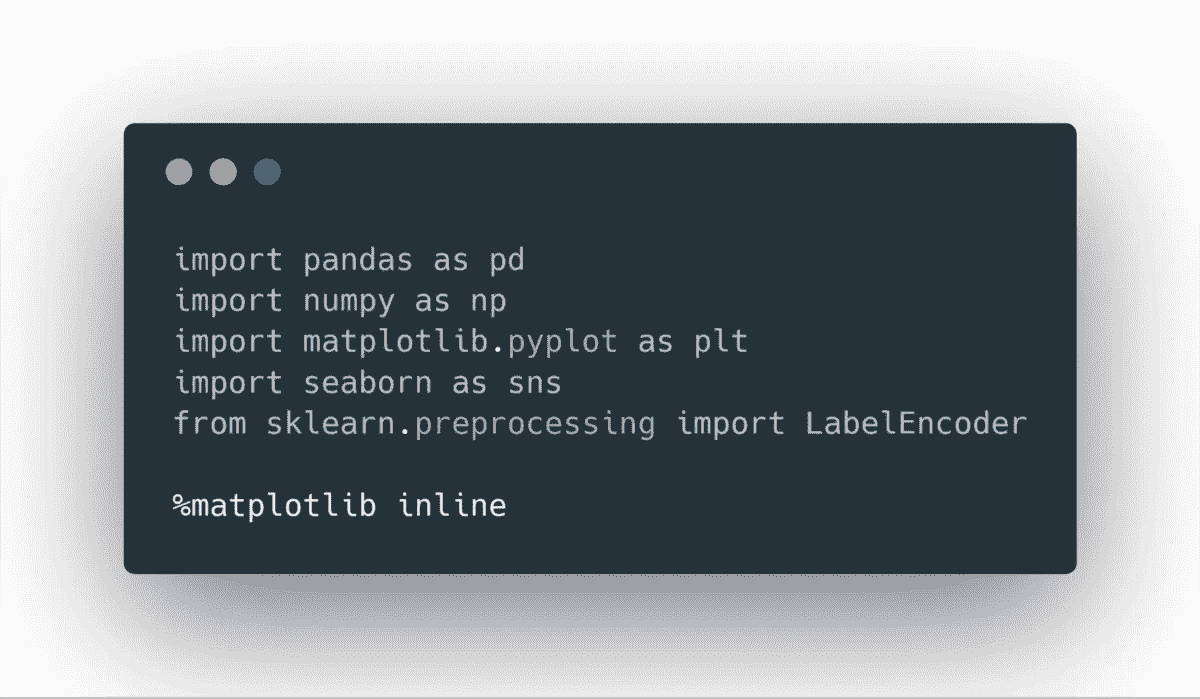 import pandas as pd
import numpy as np
import matplotlib.pyplot as plt
import seaborn as sns
from sklearn.preprocessing import LabelEncoder
%matplotlib inline